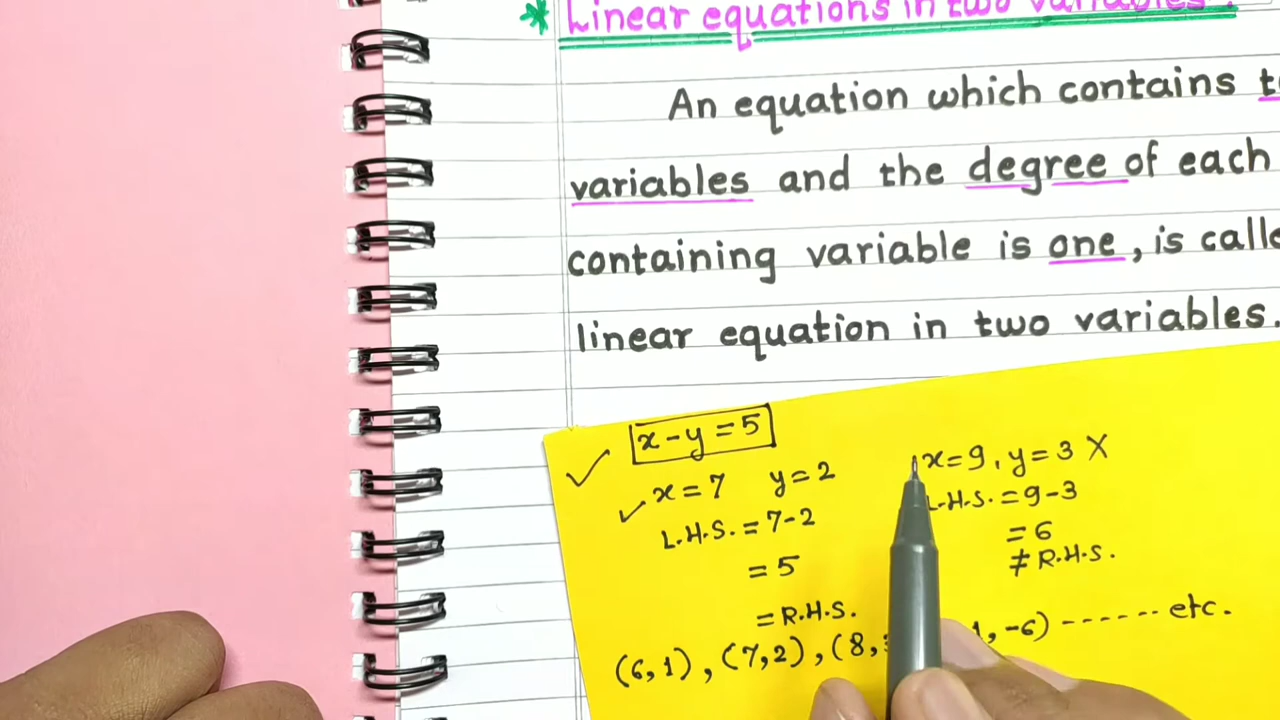 * Linear equations in two variables :
An equation which contains
variables and the degree of each
containing variable is one, is
linear equation in two variables.
x-y=5
✓ x=7 y=2
✓ L.H.S. = 7-2
= 5
= R.H.S.
x=9, y=3 X
L.H.S. = 9-3
= 6
≠ R.H.S.
(6,1), (7,2), (8, , -6) ------ etc.